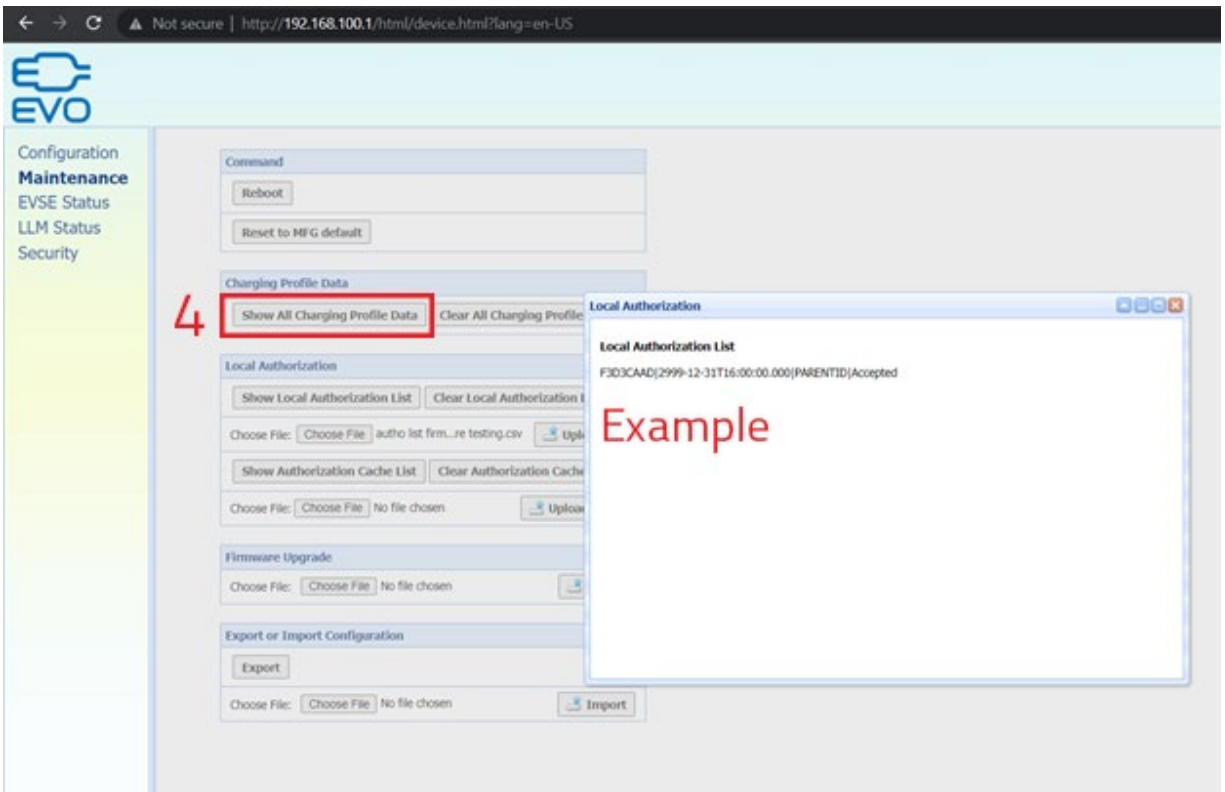 Not secure | http://192.168.100.1/html/device.html?lang=en-US
EVO
Configuration
Maintenance
EVSE Status
LLM Status
Security
Command
Reboot
Reset to MFG default
Charging Profile Data
4
Show All Charging Profile Data Clear All Charging Profile
Local Authorization
Show Local Authorization List Clear Local Authorization
Choose File: Choose File autho list firm...re testing.csv
Show Authorization Cache List Clear Authorization Cache
Choose File: Choose File No file chosen
Firmware Upgrade
Choose File: Choose File No file chosen
Export or Import Configuration
Export
Choose File: Choose File No file chosen Import
Local Authorization
Local Authorization List
F3D3CAAD|2999-12-31T16:00:00.000|PARENTID|Accepted
Example